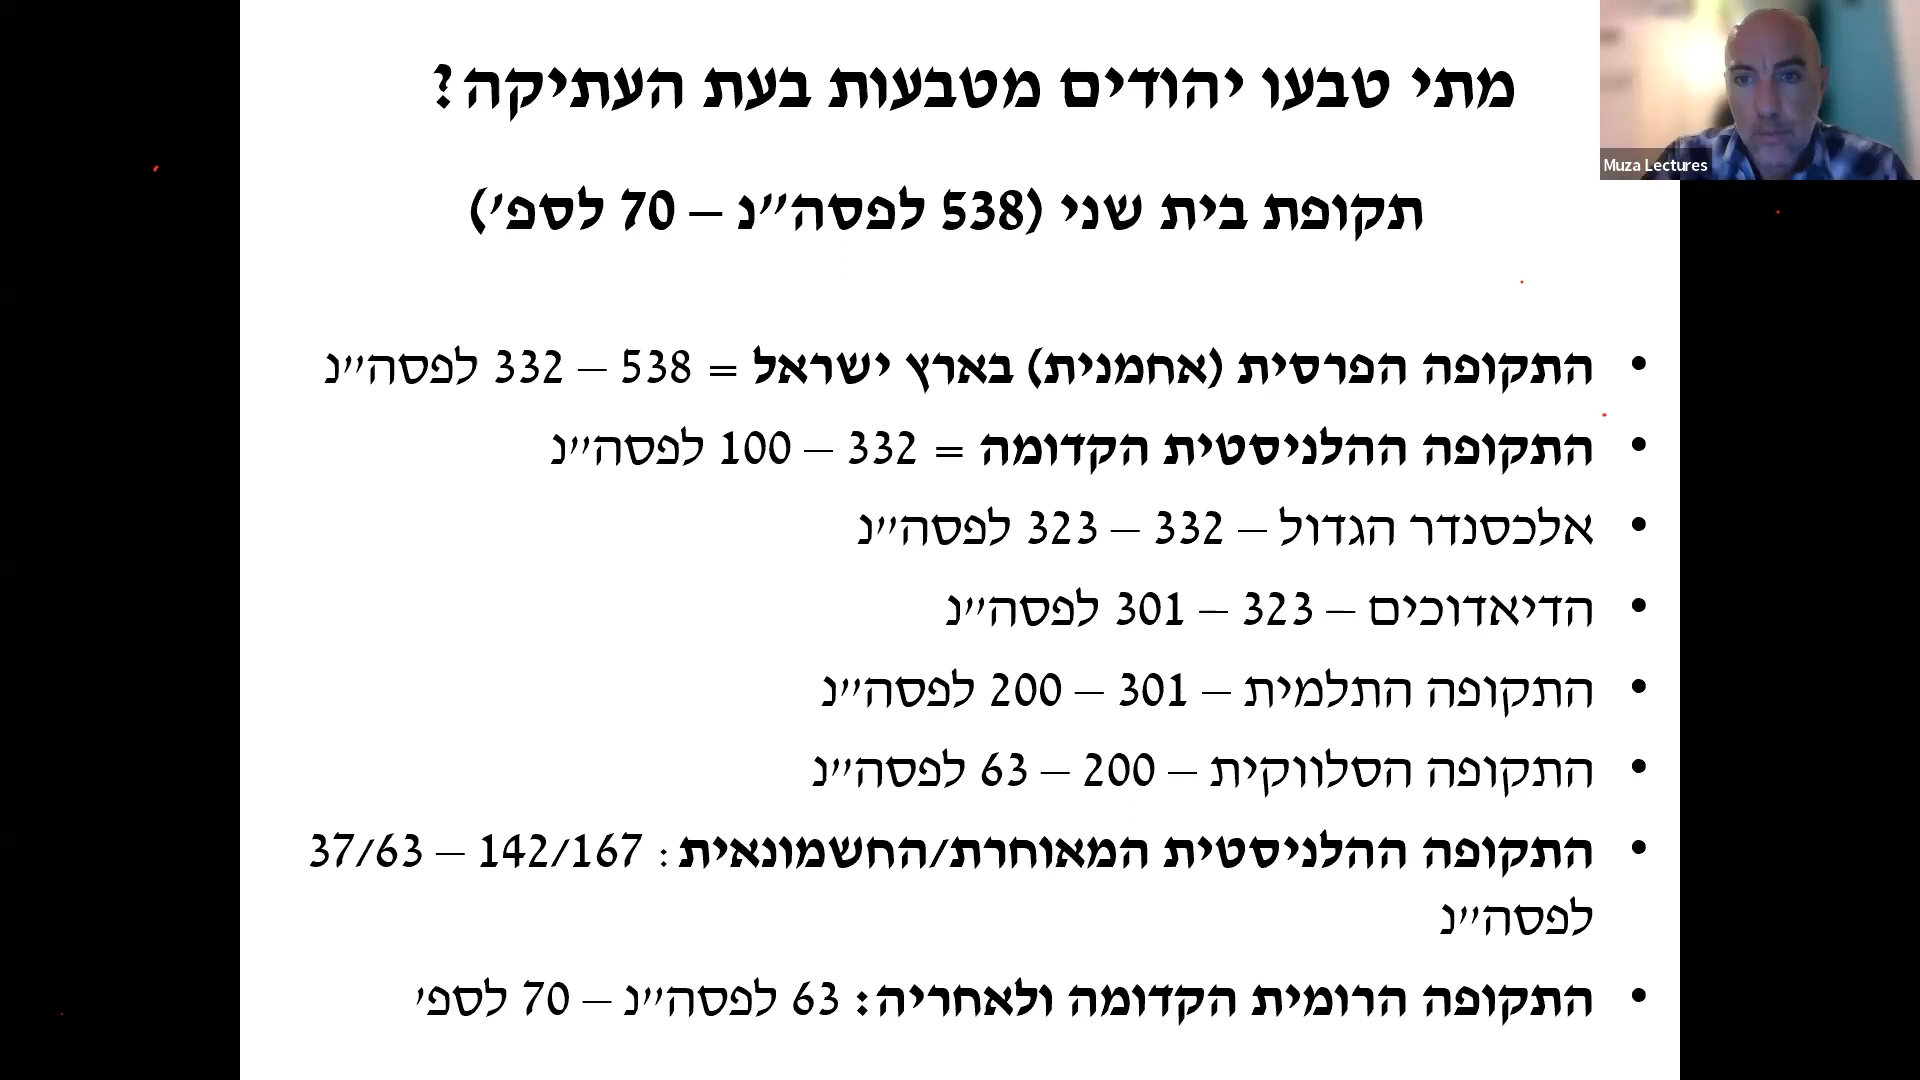 מתי טבעו יהודים מטבעות בעת העתיקה?
תקופת בית שני (538 לפסה"נ – 70 לספ')
• התקופה הפרסית (אחמנית) בארץ ישראל = 538 – 332 לפסה"נ
• התקופה ההלניסטית הקדומה = 332 – 100 לפסה"נ
• אלכסנדר הגדול – 332 – 323 לפסה"נ
• הדיאדוכים – 323 – 301 לפסה"נ
• התקופה התלמית – 301 – 200 לפסה"נ
• התקופה הסלווקית – 200 – 63 לפסה"נ
• התקופה ההלניסטית המאוחרת/החשמונאית: 142/167 – 37/63
לפסה"נ
• התקופה הרומית הקדומה ולאחריה: 63 לפסה"נ – 70 לספ'
Muza Lectures